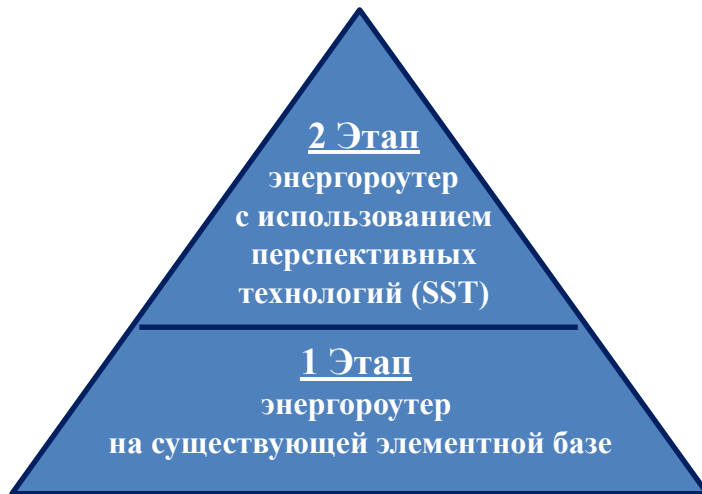 2 Этап
энергороутер
с использованием
перспективных
технологий (SST)
1 Этап
энергороутер
на существующей элементной базе